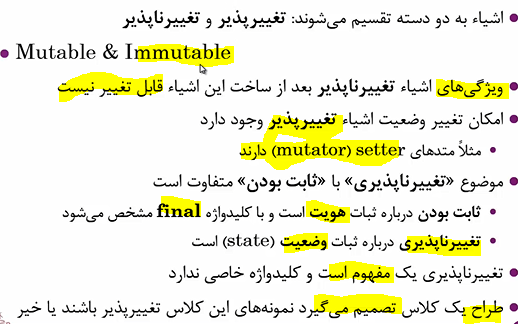 • اشیاء به دو دسته تقسیم می‌شوند: تغییرپذیر و تغییرناپذیر
• Mutable & Immutable
• ویژگی‌های اشیاء تغییرناپذیر بعد از ساخت این اشیاء قابل تغییر نیست
• امکان تغییر وضعیت اشیاء تغییرپذیر وجود دارد
• مثلاً متدهای setter (mutator) دارند
• موضوع «تغییرناپذیری» با «ثابت بودن» متفاوت است
• ثابت بودن درباره ثبات هویت است و با کلیدواژه final مشخص می‌شود
• تغییرناپذیری درباره ثبات وضعیت (state) است
• تغییرناپذیری یک مفهوم است و کلیدواژه خاصی ندارد
• طراح یک کلاس تصمیم می‌گیرد نمونه‌های این کلاس تغییرپذیر باشند یا خیر